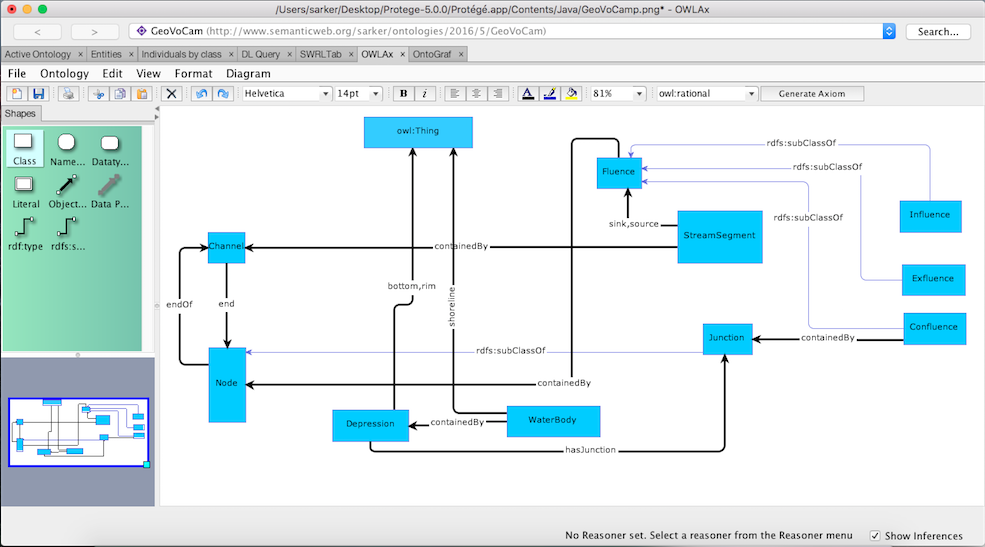 /Users/sarker/Desktop/Protege-5.0.0/Protégé.app/Contents/Java/GeoVoCamp.png* - OWLAx
< > GeoVoCam (http://www.semanticweb.org/sarker/ontologies/2016/5/GeoVoCam) Search...
Active Ontology × Entities × Individuals by class × DL Query × SWRLTab × OWLAx × OntoGraf ×
File Ontology Edit View Format Diagram
Helvetica 14pt B i A 81% owl:rational Generate Axiom
Shapes
Class Name... Dataty...
Literal Object... Data P...
rdf:type rdfs:s...
owl:Thing
rdfs:subClassOf
Fluence
rdfs:subClassOf
rdfs:subClassOf
Influence
sink,source
StreamSegment
Channel
containedBy
Exfluence
bottom,rim
shoreline
endOf
end
Confluence
Junction
containedBy
rdfs:subClassOf
Node
containedBy
Depression
containedBy
WaterBody
hasJunction
No Reasoner set. Select a reasoner from the Reasoner menu Show Inferences